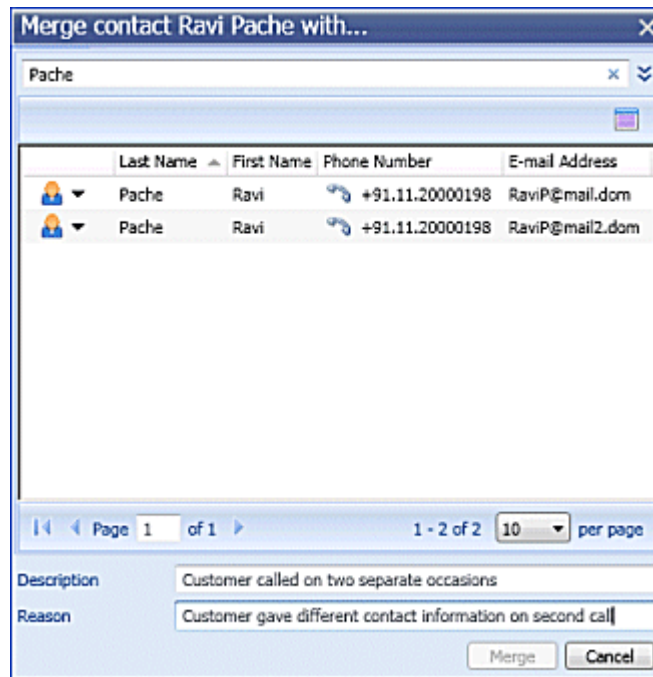 Merge contact Ravi Pache with...
Pache
Last Name First Name Phone Number E-mail Address
Pache Ravi +91.11.20000198 RaviP@mail.dom
Pache Ravi +91.11.20000198 RaviP@mail2.dom
Page 1 of 1 1 - 2 of 2 10 per page
Description Customer called on two separate occasions
Reason Customer gave different contact information on second call
Merge Cancel